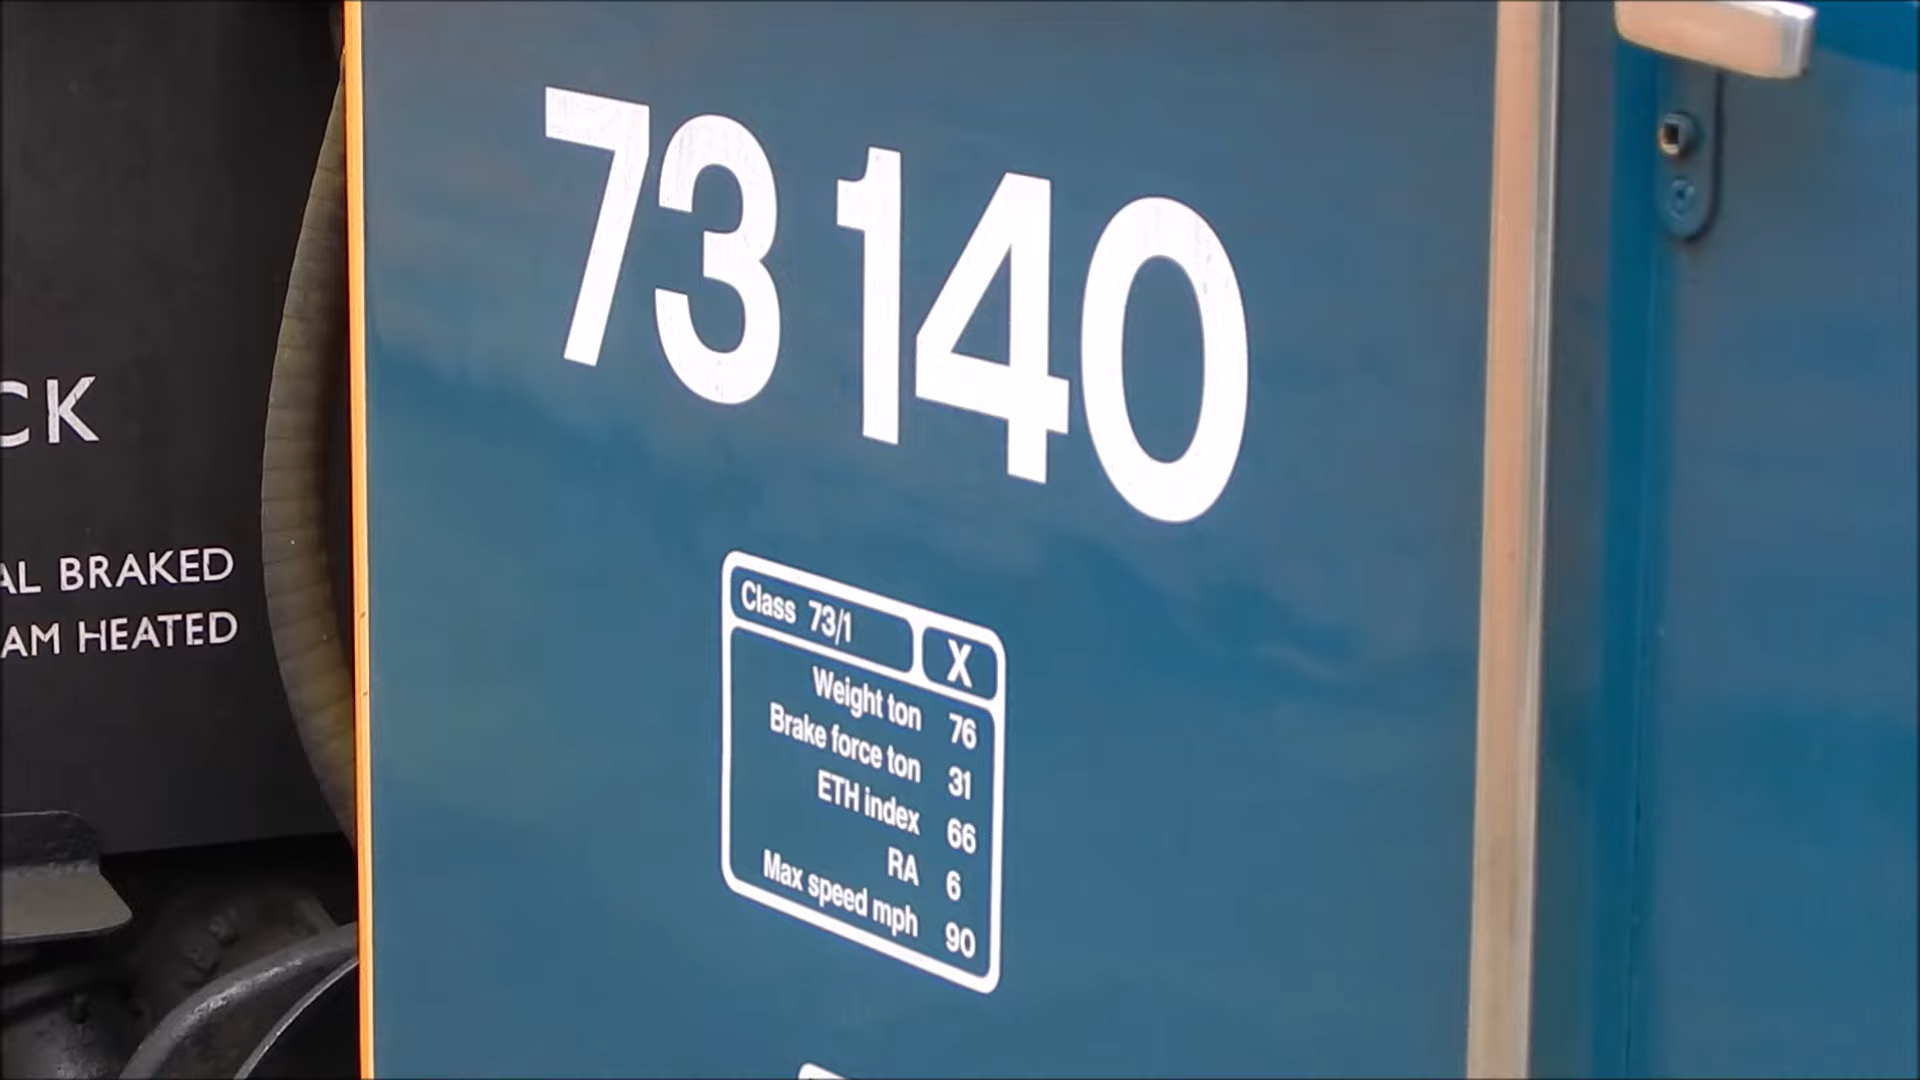 73 140
CK
AL BRAKED
AM HEATED
Class 73/1 X
Weight ton 76
Brake force ton 31
ETH index 66
RA 6
Max speed mph 90